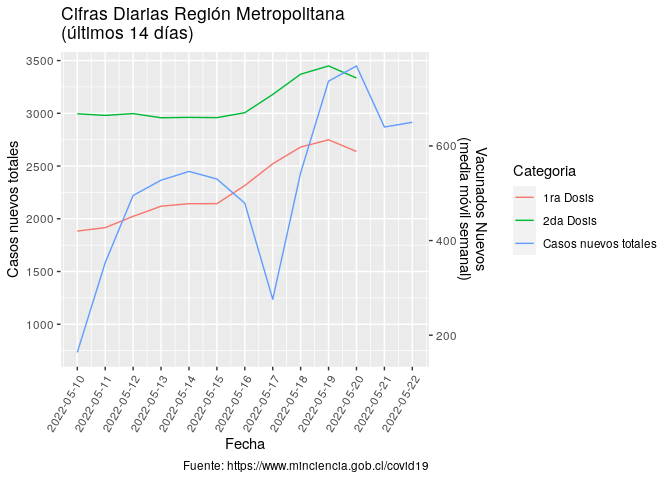 Cifras Diarias Región Metropolitana
(últimos 14 días)
3500
3000
2500
2000
1500
1000
Casos nuevos totales
600
400
200
Vacunados Nuevos
(media móvil semanal)
2022-05-10
2022-05-11
2022-05-12
2022-05-13
2022-05-14
2022-05-15
2022-05-16
2022-05-17
2022-05-18
2022-05-19
2022-05-20
2022-05-21
2022-05-22
Fecha
Categoria
1ra Dosis
2da Dosis
Casos nuevos totales
Fuente: https://www.minciencia.gob.cl/covid19